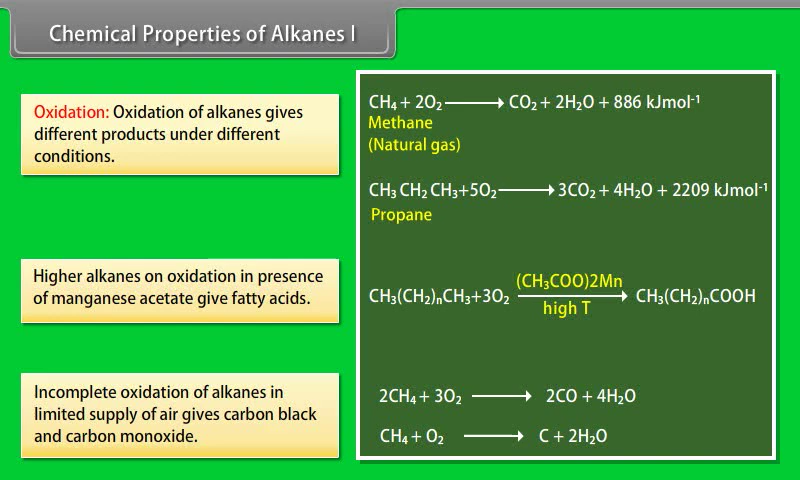 Chemical Properties of Alkanes I
Oxidation: Oxidation of alkanes gives
different products under different
conditions.
CH₄ + 2O₂ ⟶ CO₂ + 2H₂O + 886 kJmol⁻¹
Methane
(Natural gas)
CH₃ CH₂ CH₃+5O₂ ⟶ 3CO₂ + 4H₂O + 2209 kJmol⁻¹
Propane
Higher alkanes on oxidation in presence
of manganese acetate give fatty acids.
(CH₃COO)2Mn
CH₃(CH₂)ₙCH₃+3O₂ ⟶ CH₃(CH₂)ₙCOOH
high T
Incomplete oxidation of alkanes in
limited supply of air gives carbon black
and carbon monoxide.
2CH₄ + 3O₂ ⟶ 2CO + 4H₂O
CH₄ + O₂ ⟶ C + 2H₂O